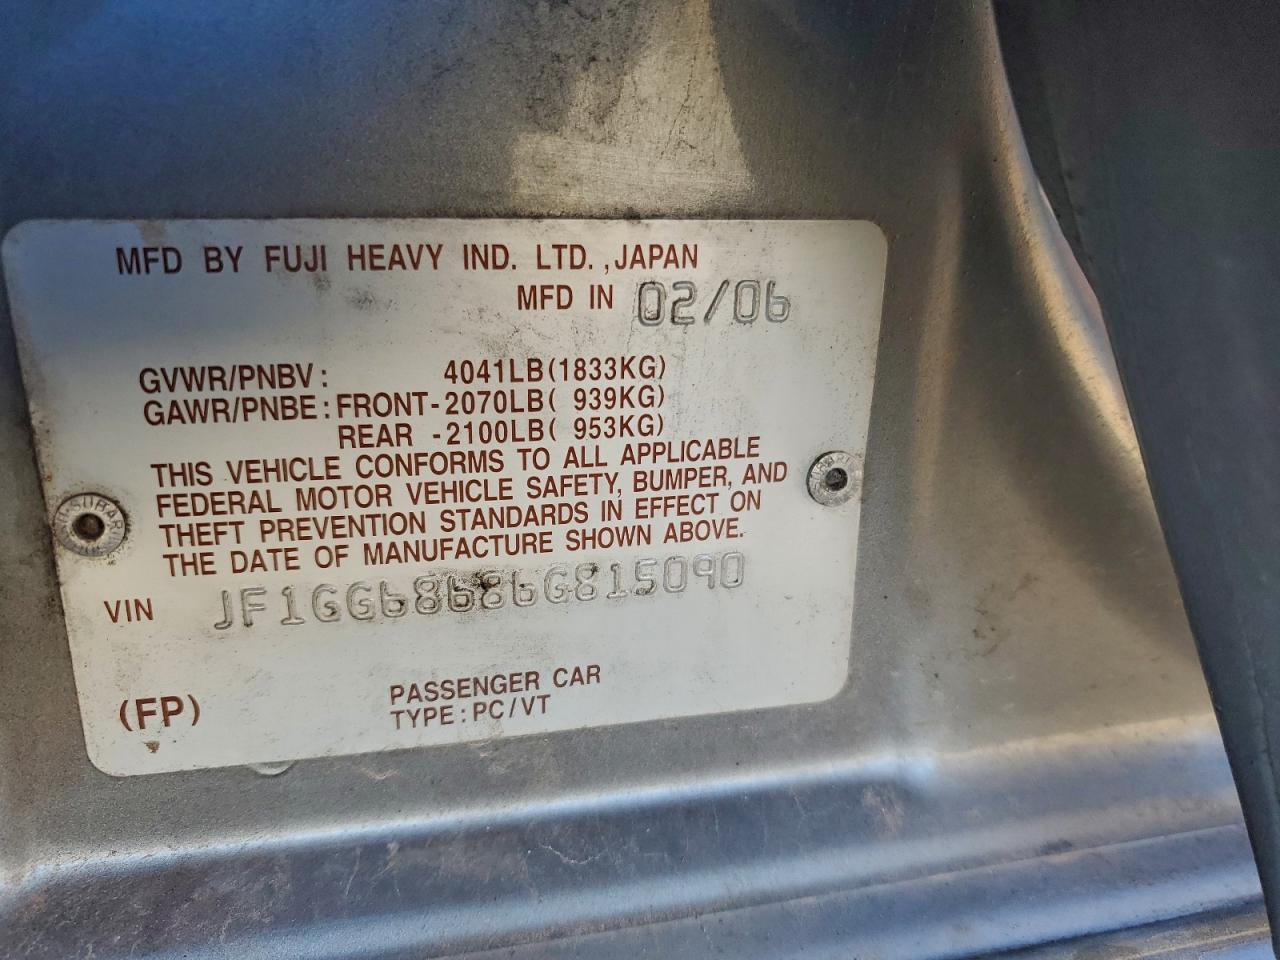 MFD BY FUJI HEAVY IND. LTD., JAPAN
MFD IN 02/06
GVWR/PNBV: 4041LB(1833KG)
GAWR/PNBE: FRONT-2070LB( 939KG)
REAR -2100LB( 953KG)
THIS VEHICLE CONFORMS TO ALL APPLICABLE
FEDERAL MOTOR VEHICLE SAFETY, BUMPER, AND
THEFT PREVENTION STANDARDS IN EFFECT ON
THE DATE OF MANUFACTURE SHOWN ABOVE.
VIN JF1GG68686G815090
(FP) PASSENGER CAR
TYPE: PC/VT
SUBARU